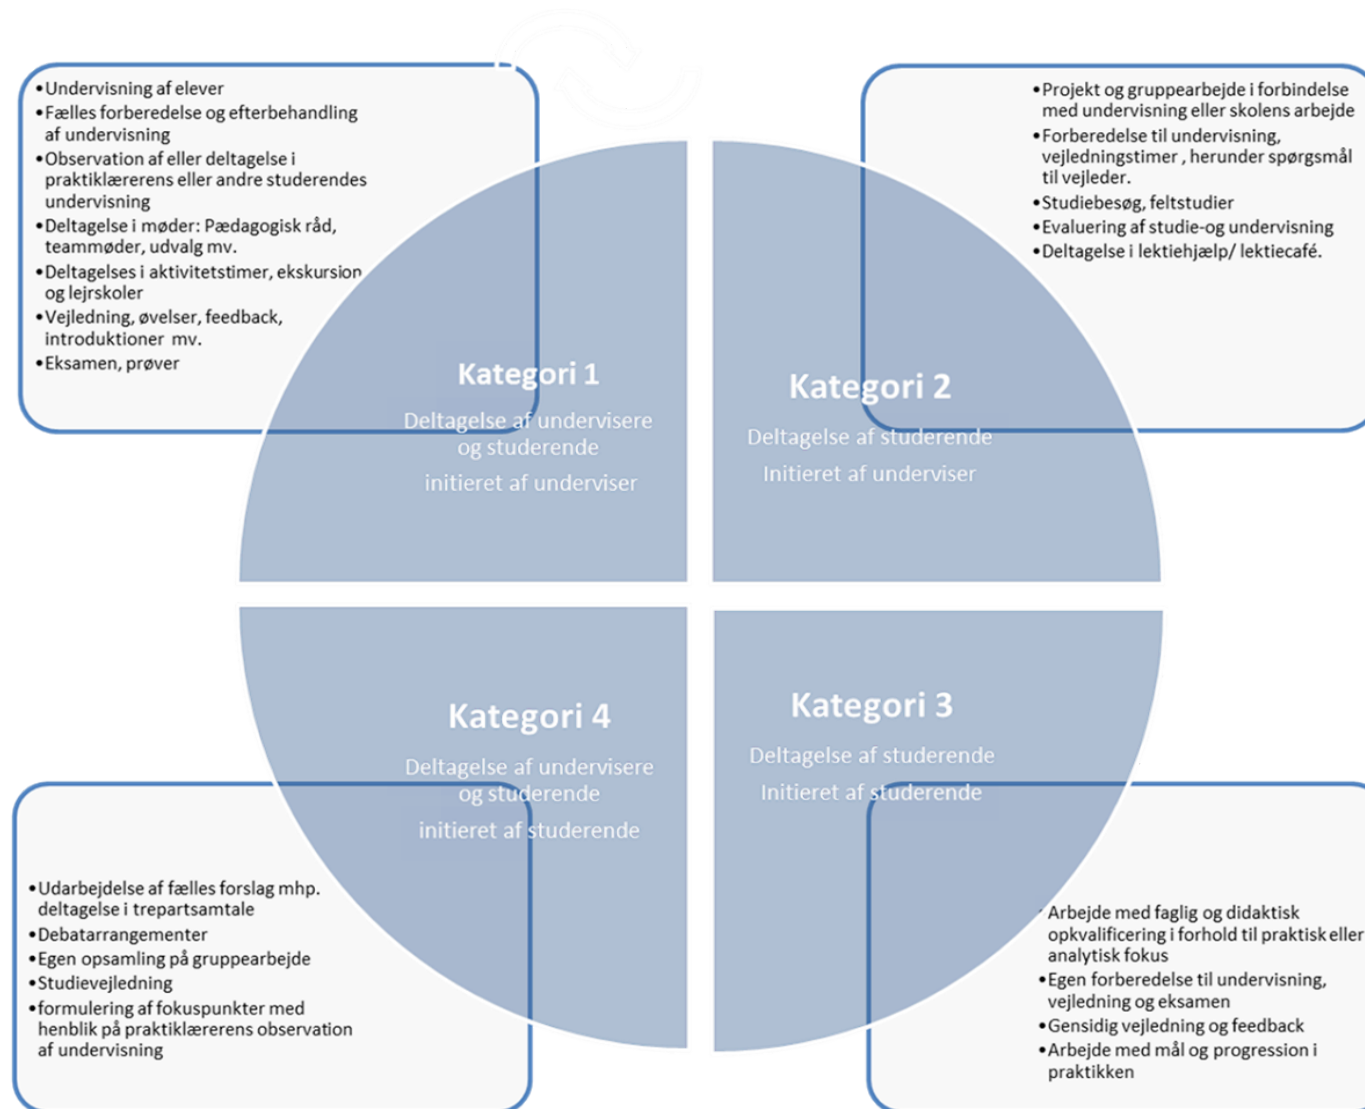 •Undervisning af elever
•Fælles forberedelse og efterbehandling
af undervisning
•Observation af eller deltagelse i
praktiklærerens eller andre studerendes
undervisning
•Deltagelse i møder: Pædagogisk råd,
teammøder, udvalg mv.
•Deltagelses i aktivitetstimer, ekskursion
og lejrskoler
•Vejledning, øvelser, feedback,
introduktioner mv.
•Eksamen, prøver
Kategori 1
Deltagelse af undervisere
og studerende
initieret af underviser
•Projekt og gruppearbejde i forbindelse
med undervisning eller skolens arbejde
•Forberedelse til undervisning,
vejledningstimer , herunder spørgsmål
til vejleder.
•Studiebesøg, feltstudier
•Evaluering af studie-og undervisning
•Deltagelse i lektiehjælp/ lektiecafé.
Kategori 2
Deltagelse af studerende
Initieret af underviser
Kategori 4
Deltagelse af undervisere
og studerende
initieret af studerende
•Udarbejdelse af fælles forslag mhp.
deltagelse i trepartsamtale
•Debatarrangementer
•Egen opsamling på gruppearbejde
•Studievejledning
•formulering af fokuspunkter med
henblik på praktiklærerens observation
af undervisning
Kategori 3
Deltagelse af studerende
Initieret af studerende
•Arbejde med faglig og didaktisk
opkvalificering i forhold til praktisk eller
analytisk fokus
•Egen forberedelse til undervisning,
vejledning og eksamen
•Gensidig vejledning og feedback
•Arbejde med mål og progression i
praktikken